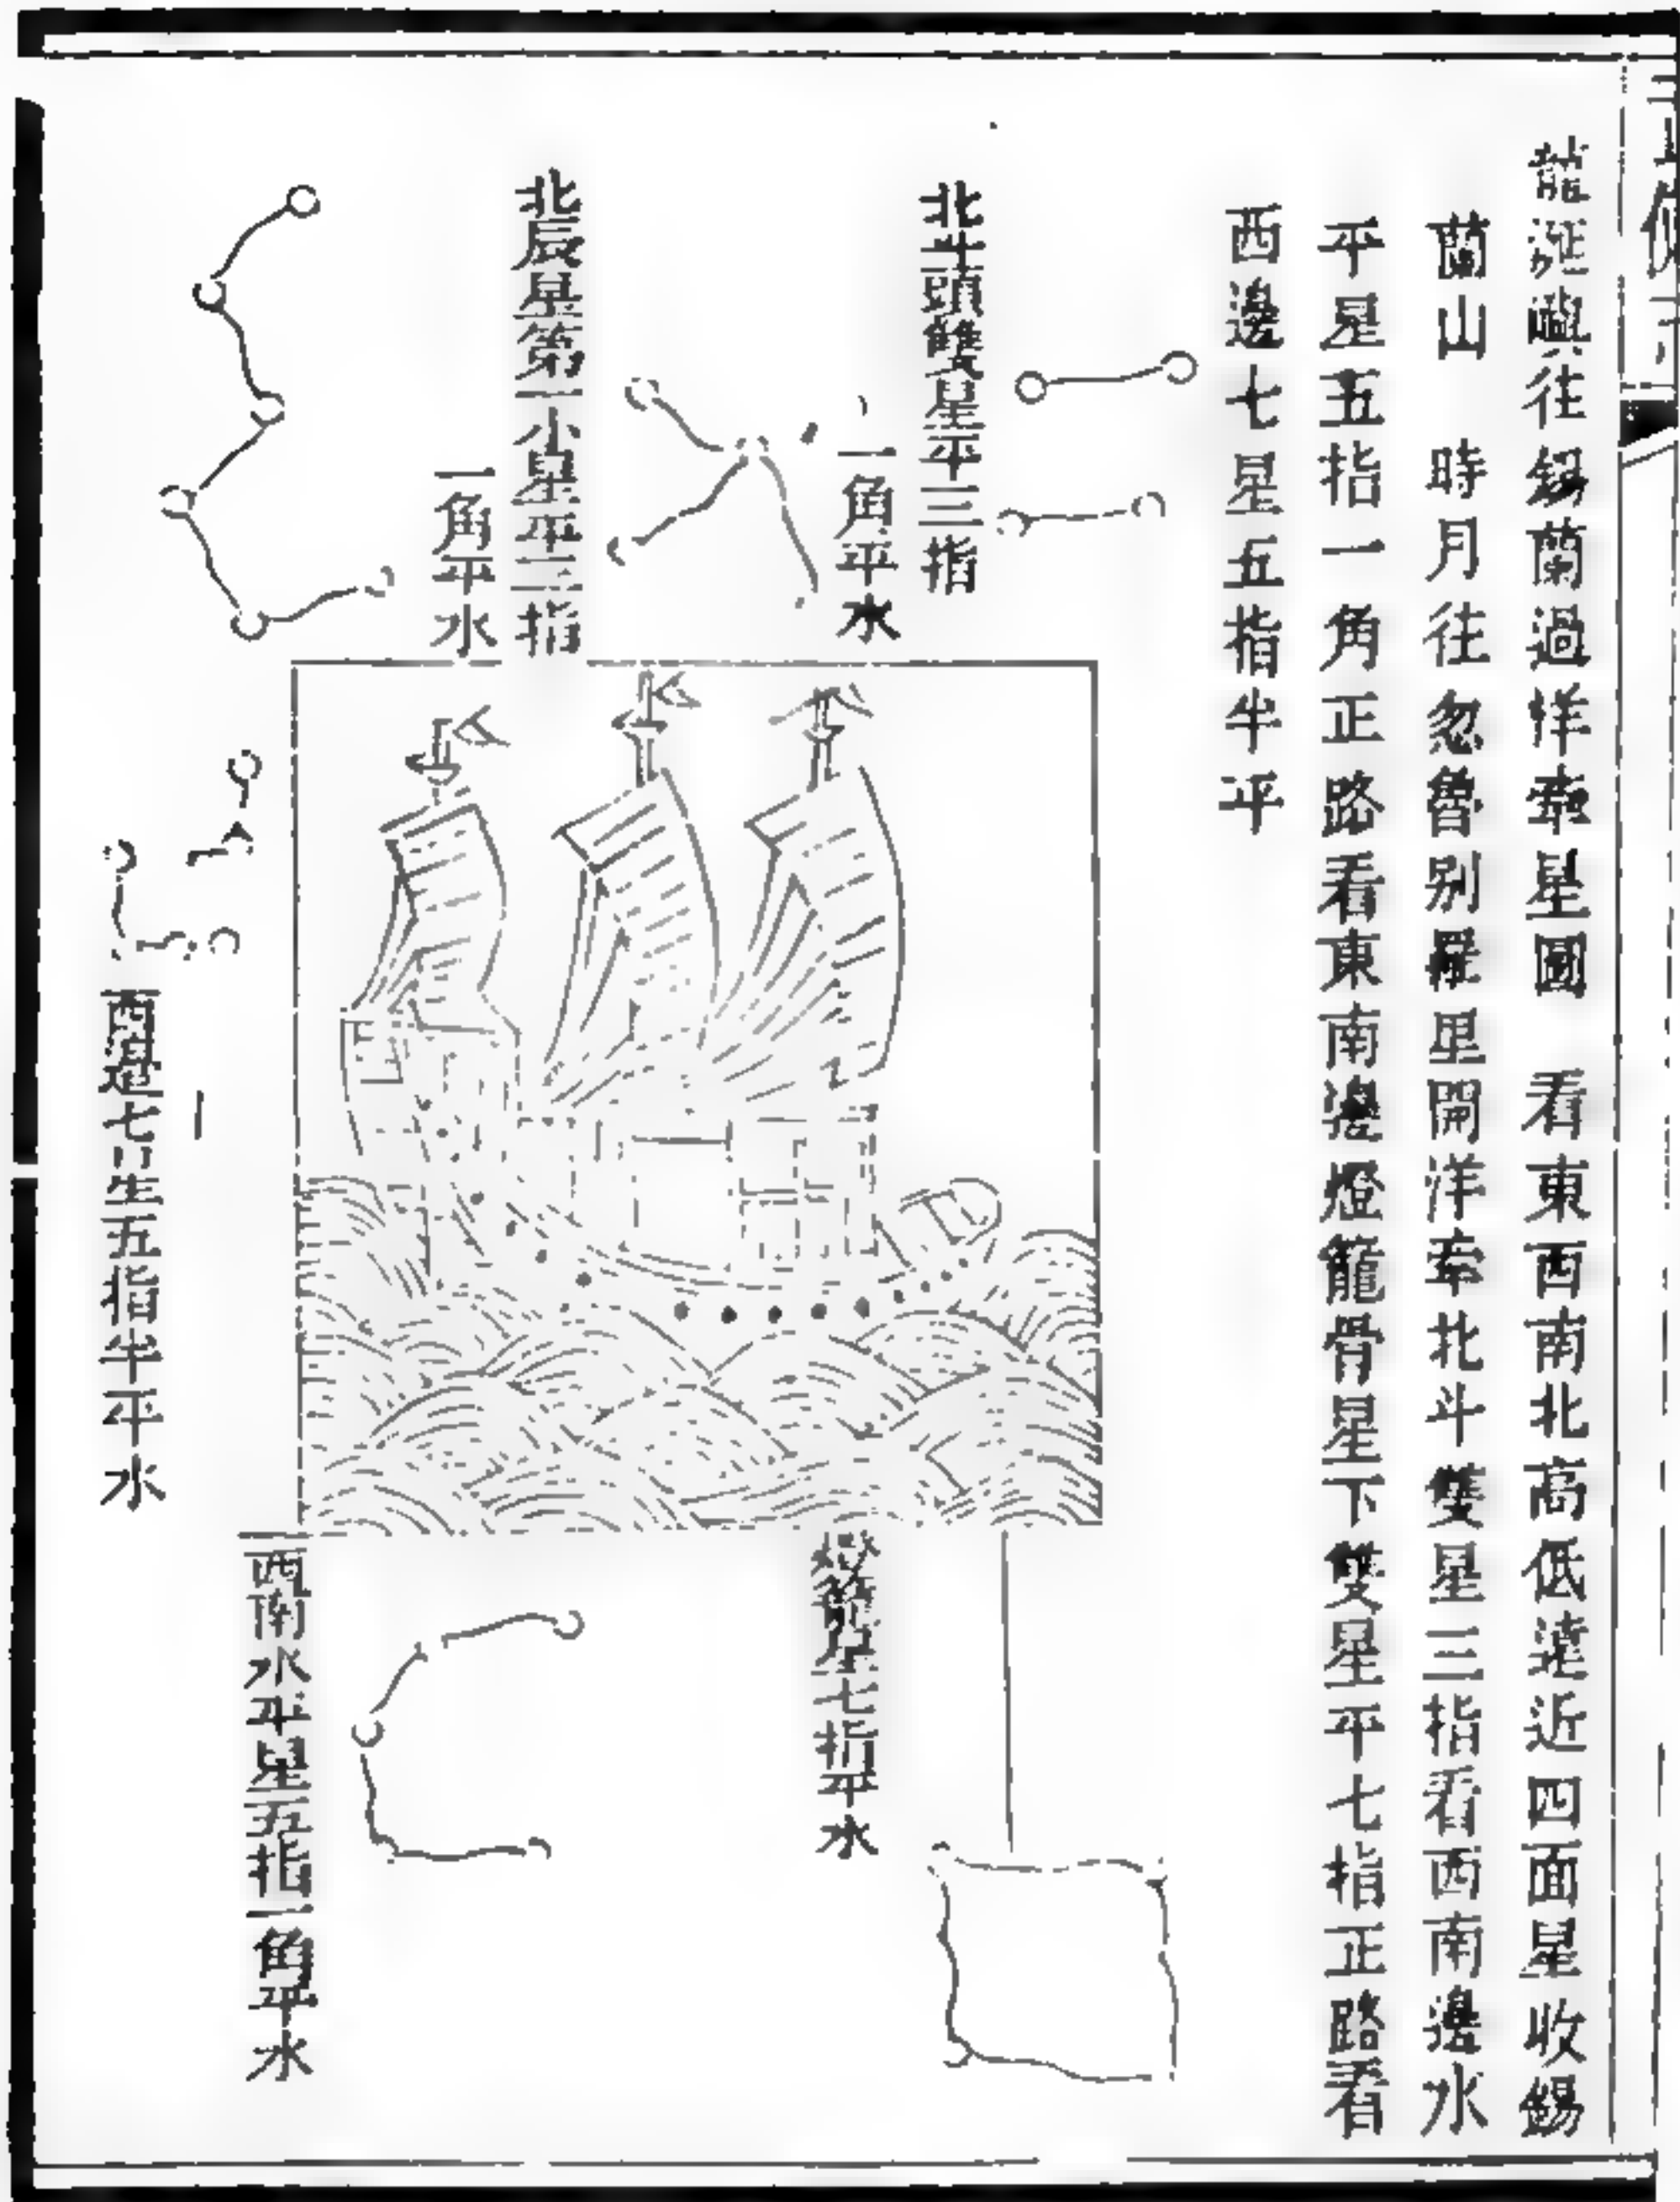 龍涎嶼往錫蘭過洋牽星圖 看東西南北高低遠近四面星收錫
蘭山 時月往忽魯別羅里開洋牽北斗雙星三指看西南邊水
平星五指一角正路看東南邊燈籠骨星下雙星平七指正路看
西邊七星五指半平
北斗頭雙星平三指
一角平水
北辰星第一小星平三指
一角平水
西邊七星五指半平水
燈籠星七指平水
西南水平星五指一角平水